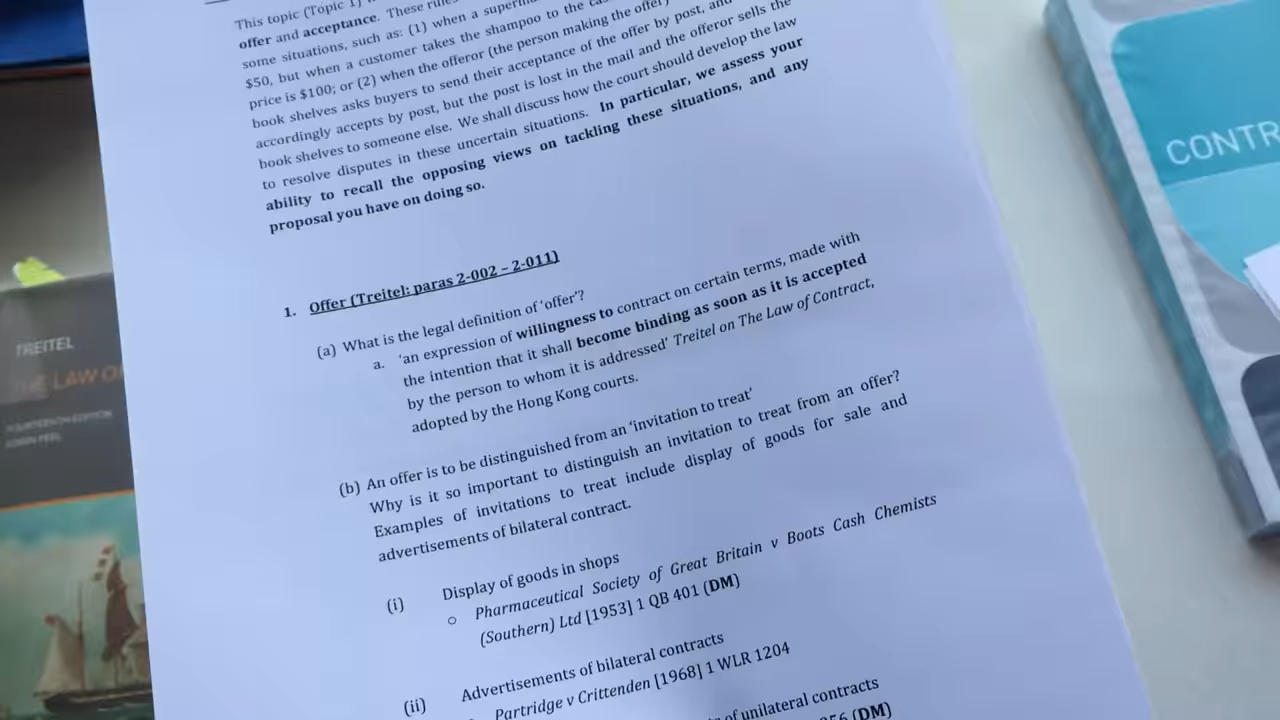 This topic (Topic 1)
offer and acceptance. These rules
some situations, such as: (1) when a
$50, but when a customer takes the shampoo to the
price is $100; or (2) when the offeror (the person making the offer)
book shelves asks buyers to send their acceptance of the offer by post, and
accordingly accepts by post, but the post is lost in the mail and the offeror sells the
book shelves to someone else. We shall discuss how the court should develop the law
to resolve disputes in these uncertain situations. In particular, we assess your
ability to recall the opposing views on tackling these situations, and any
proposal you have on doing so.
1. Offer (Treitel: paras 2-002 – 2-011)
(a) What is the legal definition of 'offer'?
a. 'an expression of willingness to contract on certain terms, made with
the intention that it shall become binding as soon as it is accepted
by the person to whom it is addressed' Treitel on The Law of Contract,
adopted by the Hong Kong courts.
(b) An offer is to be distinguished from an 'invitation to treat'
Why is it so important to distinguish an invitation to treat from an offer?
Examples of invitations to treat include display of goods for sale and
advertisements of bilateral contract.
(i) Display of goods in shops
o Pharmaceutical Society of Great Britain v Boots Cash Chemists
(Southern) Ltd [1953] 1 QB 401 (DM)
(ii) Advertisements of bilateral contracts
Partridge v Crittenden [1968] 1 WLR 1204
of unilateral contracts
256 (DM)
TREITEL
THE LAW O
FOURTEENTH EDITION
EDWIN PEEL
CONTR